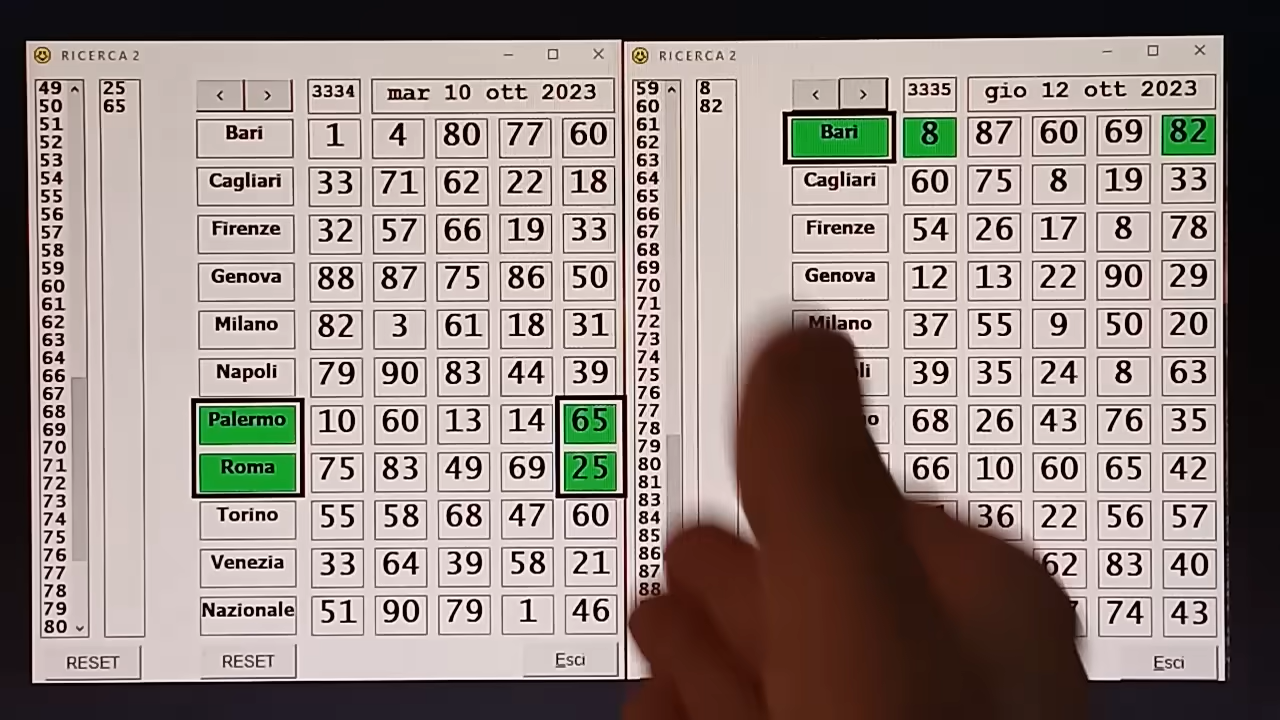 RICERCA 2
49
50
51
52
53
54
55
56
57
58
59
60
61
62
63
64
65
66
67
68
69
70
71
72
73
74
75
76
77
78
79
80
25
65
< > 3334 mar 10 ott 2023
Bari 1 4 80 77 60
Cagliari 33 71 62 22 18
Firenze 32 57 66 19 33
Genova 88 87 75 86 50
Milano 82 3 61 18 31
Napoli 79 90 83 44 39
Palermo 10 60 13 14 65
Roma 75 83 49 69 25
Torino 55 58 68 47 60
Venezia 33 64 39 58 21
Nazionale 51 90 79 1 46
RESET RESET Esci
RICERCA 2
59
60
61
62
63
64
65
66
67
68
69
70
71
72
73
74
75
76
77
78
79
80
81
83
84
85
86
87
88
8
82
< > 3335 gio 12 ott 2023
Bari 8 87 60 69 82
Cagliari 60 75 8 19 33
Firenze 54 26 17 8 78
Genova 12 13 22 90 29
Milano 37 55 9 50 20
39 35 24 8 63
68 26 43 76 35
66 10 60 65 42
36 22 56 57
62 83 40
74 43
Esci